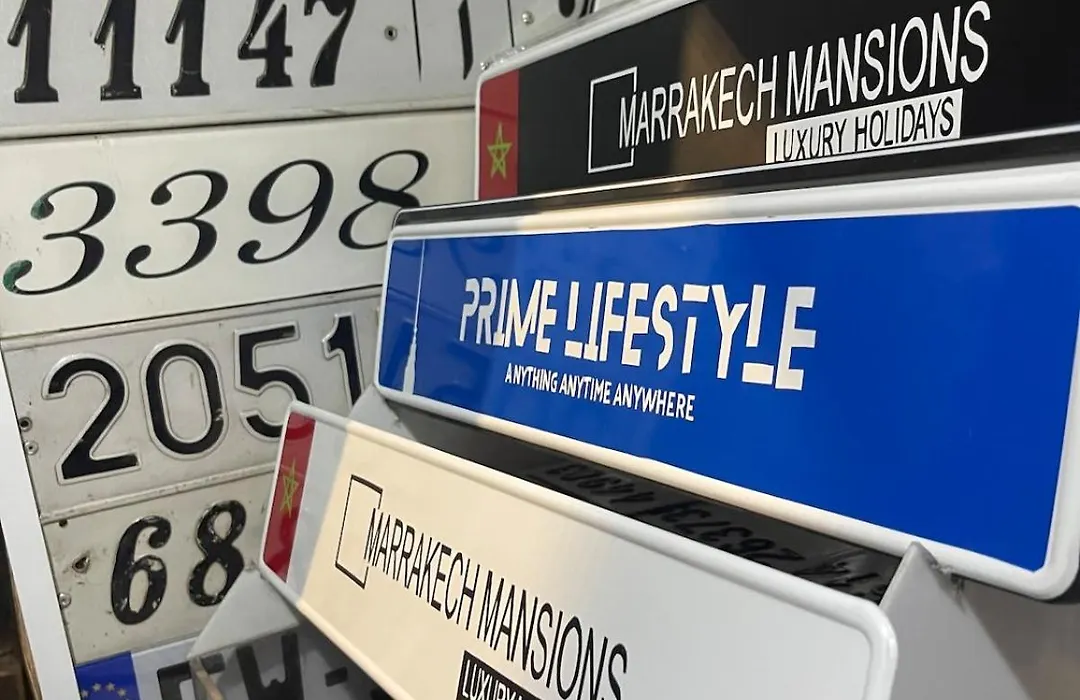 11147
3398
2051
68
MARRAKECH MANSIONS
LUXURY HOLIDAYS
PRIME LIFESTYLE
ANYTHING ANYTIME ANYWHERE
MARRAKECH MANSIONS